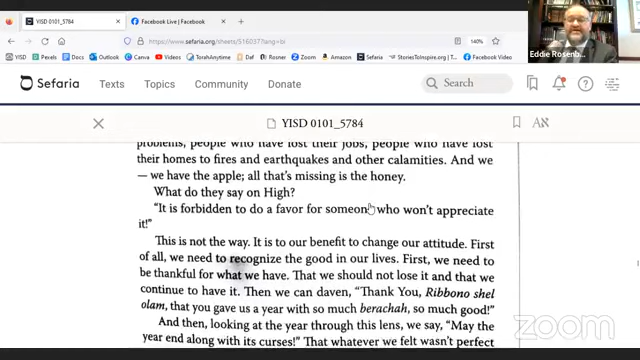 YISD 0101_5784
Facebook Live | Facebook
https://www.sefaria.org/sheets/516037?lang=bi
140%
YISD
Pevels
Docs
TorahAnytime
DafY
Rosner
Zoom
Amazon
StoriesToInspire.org
Facebook Video
Eddie Rosenb...
Sefaria
Texts
Topics
Community
Donate
Search
YISD 0101_5784
problems, people who have lost their jobs, people who have lost
their homes to fires and earthquakes and other calamities. And we
— we have the apple; all that's missing is the honey.
What do they say on High?
"It is forbidden to do a favor for someone who won't appreciate
it!"
This is not the way. It is to our benefit to change our attitude. First
of all, we need to recognize the good in our lives. First, we need to
be thankful for what we have. That we should not lose it and that we
continue to have it. Then we can daven, "Thank You, Ribbono shel
olam, that you gave us a year with so much berachah, so much good!"
And then, looking at the year through this lens, we say, "May the
year end along with its curses!" That whatever we felt wasn't perfect
zoom